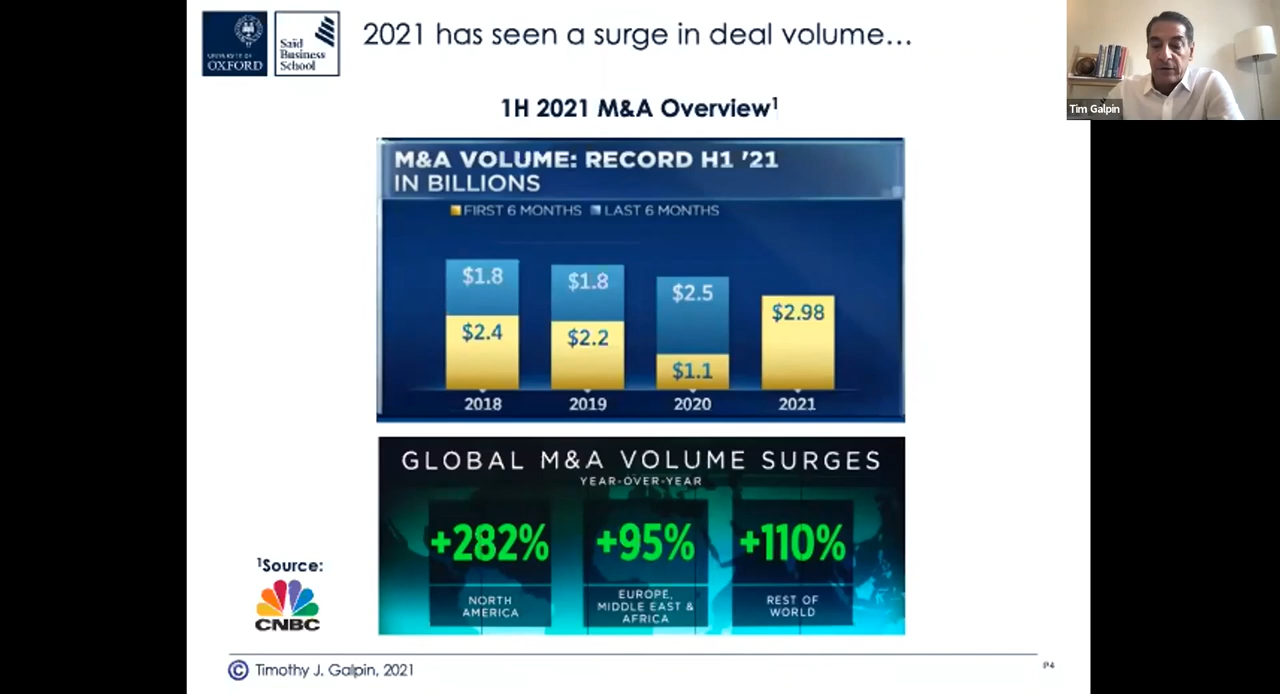 UNIVERSITY OF
OXFORD
Saïd
Business
School
2021 has seen a surge in deal volume...
Tim Galpin
1H 2021 M&A Overview¹
M&A VOLUME: RECORD H1 '21
IN BILLIONS
FIRST 6 MONTHS LAST 6 MONTHS
$1.8 $1.8 $2.5 $2.98
$2.4 $2.2 $1.1
2018 2019 2020 2021
GLOBAL M&A VOLUME SURGES
YEAR-OVER-YEAR
+282% +95% +110%
NORTH
AMERICA
EUROPE,
MIDDLE EAST &
AFRICA
REST OF
WORLD
¹Source:
CNBC
© Timothy J. Galpin, 2021
P4